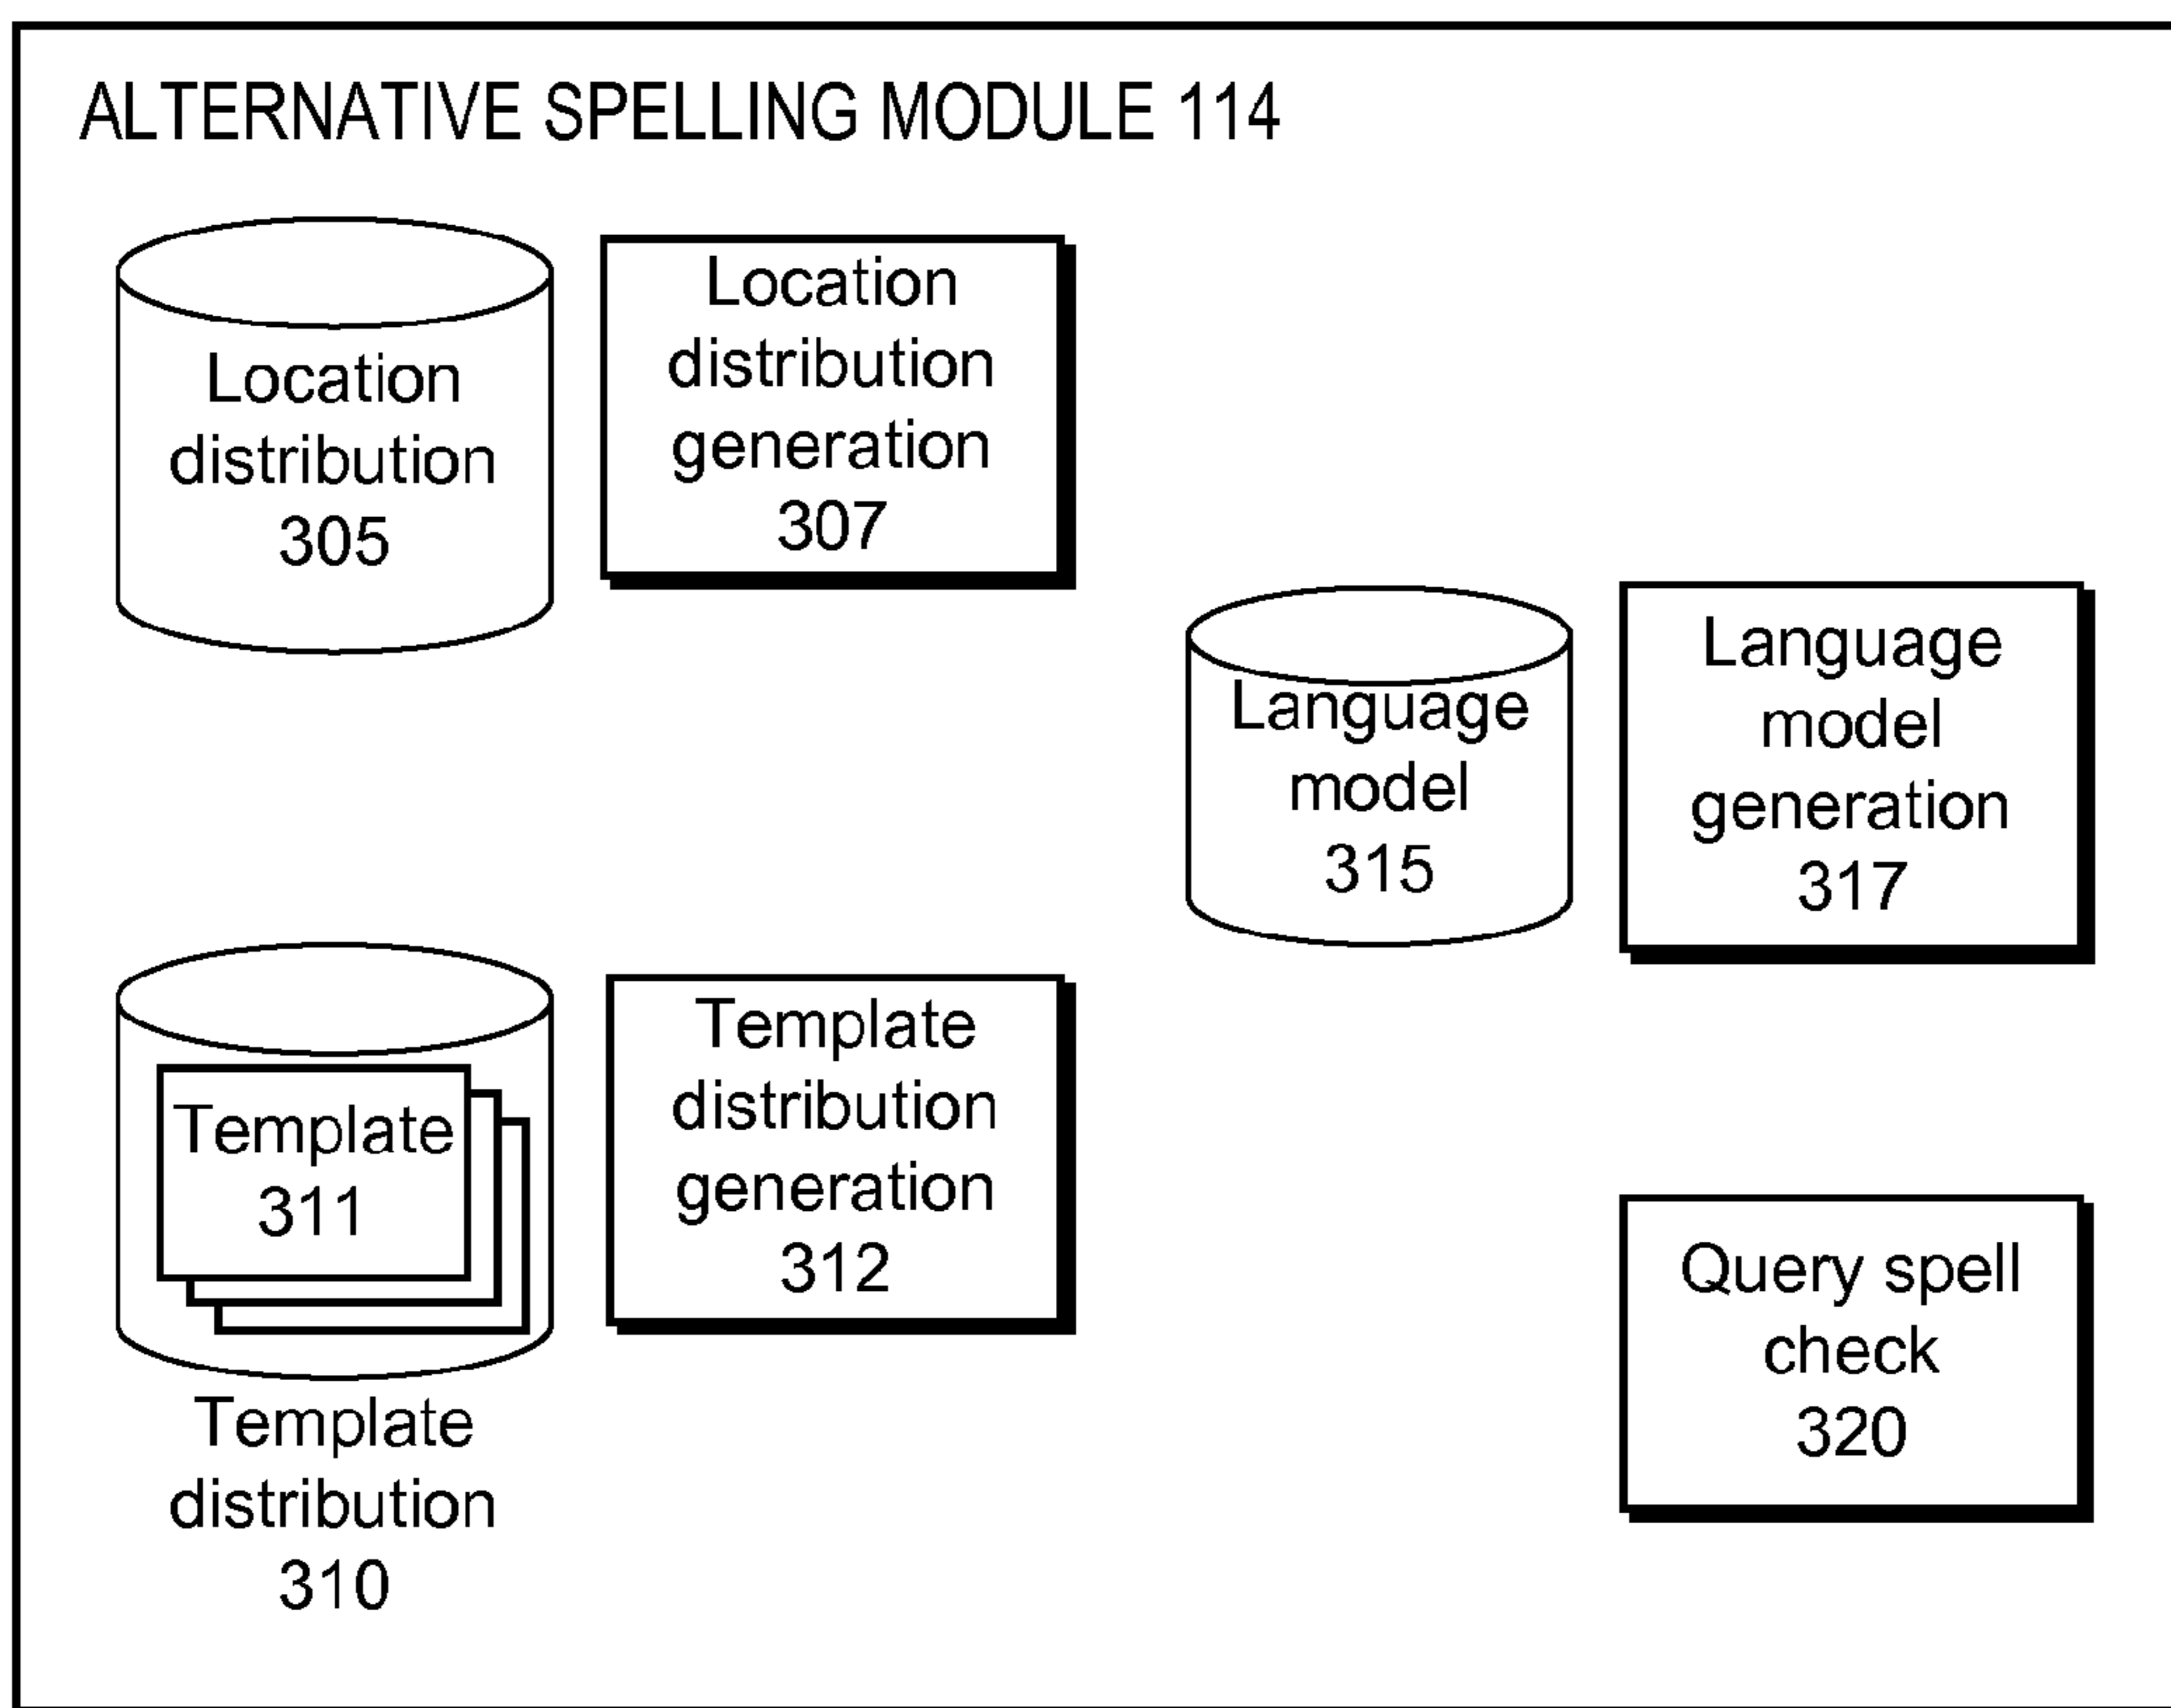 ALTERNATIVE SPELLING MODULE 114
Location
distribution
305
Location
distribution
generation
307
Language
model
315
Language
model
generation
317
Template
311
Template
distribution
310
Template
distribution
generation
312
Query spell
check
320